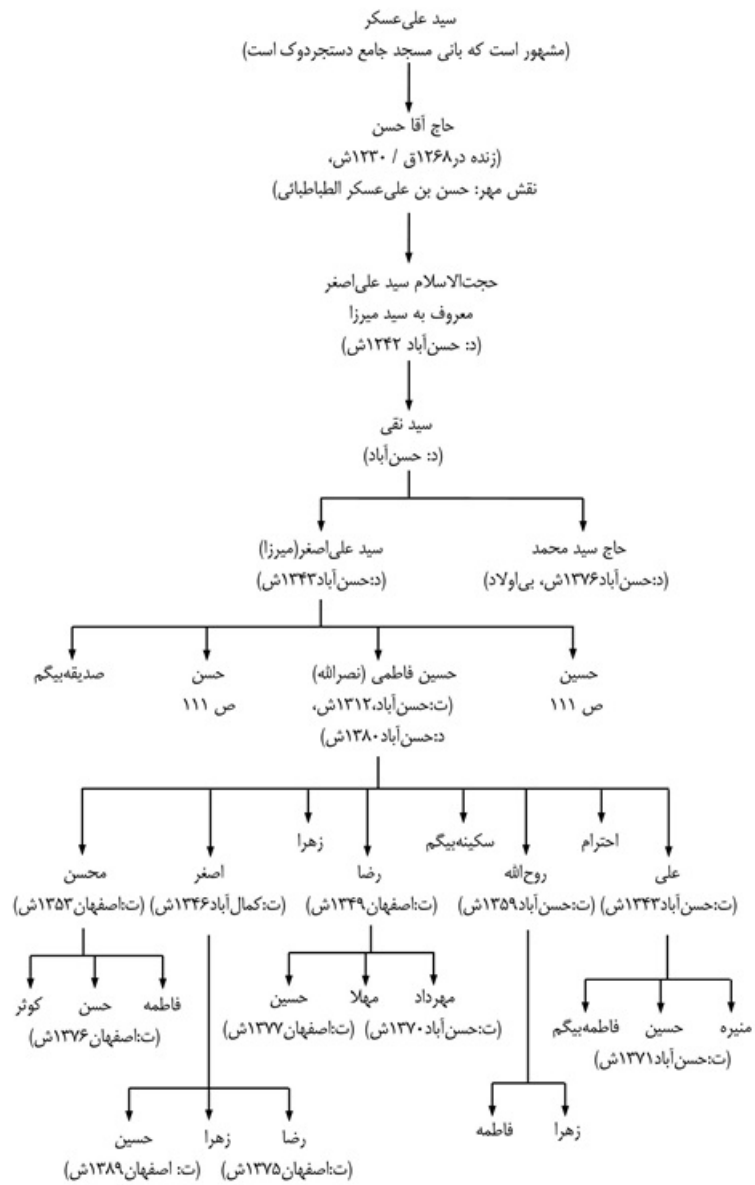 سید علی‌عسکر
(مشهور است که بانی مسجد جامع دستجردوک است)
حاج آقا حسن
(زنده در۱۲۶۸ق / ۱۲۳۰ش،
نقش مهر: حسن بن علی‌عسکر الطباطبائی)
حجت‌الاسلام سید علی‌اصغر
معروف به سید میرزا
(د: حسن‌آباد ۱۲۴۲ش)
سید نقی
(د: حسن‌آباد)
حاج سید محمد
(د:حسن‌آباد۱۳۷۶ش، بی‌اولاد)
سید علی‌اصغر(میرزا)
(د:حسن‌آباد۱۳۴۳ش)
حسین
ص ۱۱۱
حسین فاطمی (نصرالله)
(ت:حسن‌آباد،۱۳۱۲ش،
د:حسن‌آباد۱۳۸۰ش)
حسن
ص ۱۱۱
صدیقه‌بیگم
علی
(ت:حسن‌آباد۱۳۴۳ش)
احترام
روح‌الله
(ت:حسن‌آباد۱۳۵۹ش)
سکینه‌بیگم
رضا
(ت:اصفهان۱۳۴۹ش)
زهرا
اصغر
(ت:کمال‌آباد۱۳۴۶ش)
محسن
(ت:اصفهان۱۳۵۳ش)
منیره
حسین
(ت:حسن‌آباد۱۳۷۱ش)
فاطمه‌بیگم
زهرا
فاطمه
مهرداد
(ت:حسن‌آباد۱۳۷۰ش)
مهلا
حسین
(ت:اصفهان۱۳۷۷ش)
رضا
(ت:اصفهان۱۳۷۵ش)
زهرا
حسین
(ت: اصفهان۱۳۸۹ش)
فاطمه
حسن
(ت:اصفهان۱۳۷۶ش)
کوثر